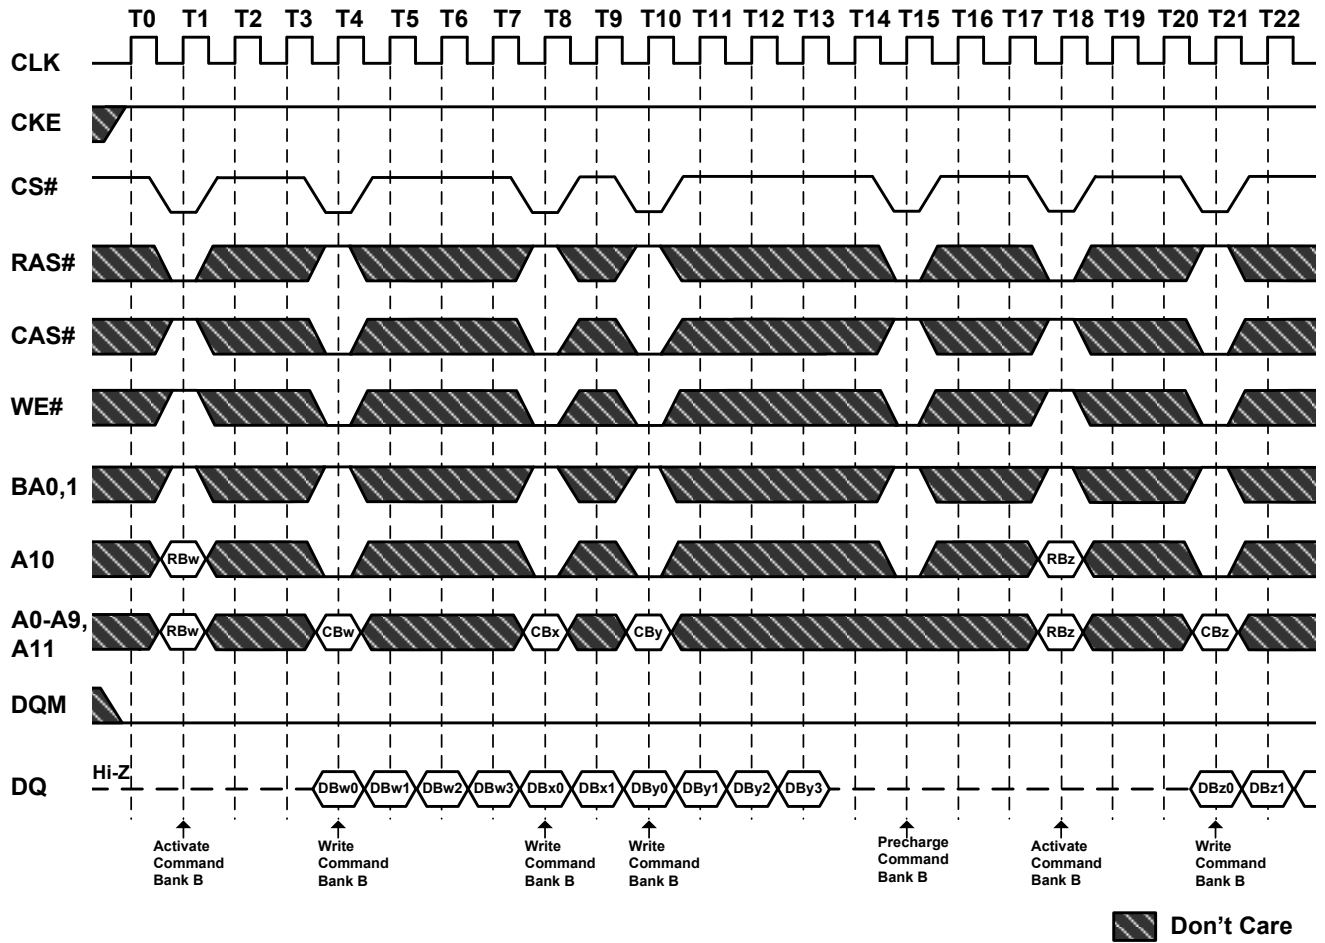 T0 T1 T2 T3 T4 T5 T6 T7 T8 T9 T10 T11 T12 T13 T14 T15 T16 T17 T18 T19 T20 T21 T22
CLK
CKE
CS#
RAS#
CAS#
WE#
BA0,1
A10 RBw RBz
A0-A9,
A11
RBw CBw CBx CBy RBz CBz
DQM
Hi-Z
DQ DBw0 DBw1 DBw2 DBw3 DBx0 DBx1 DBy0 DBy1 DBy2 DBy3 DBz0 DBz1
Activate
Command
Bank B
Write
Command
Bank B
Write
Command
Bank B
Write
Command
Bank B
Precharge
Command
Bank B
Activate
Command
Bank B
Write
Command
Bank B
Don't Care